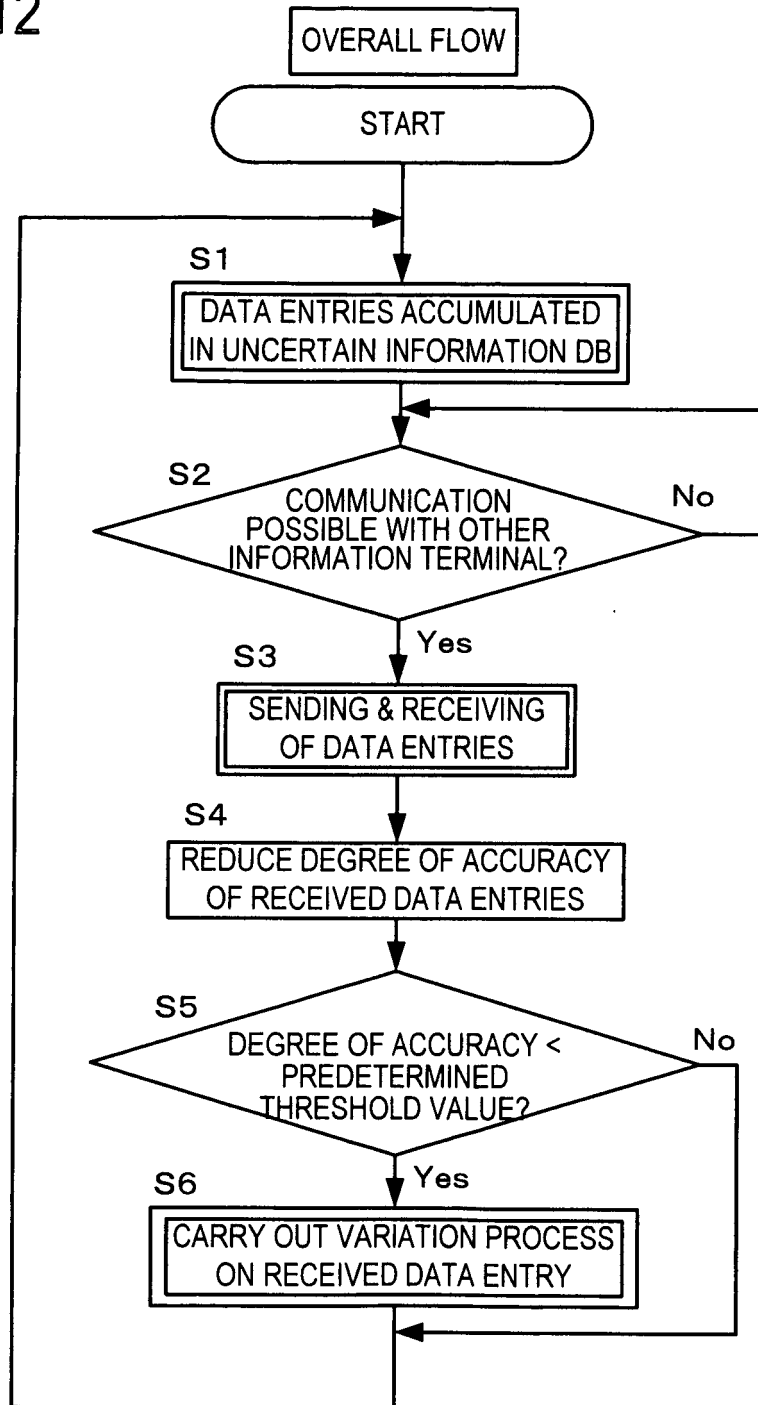 12
OVERALL FLOW
START
S1
DATA ENTRIES ACCUMULATED
IN UNCERTAIN INFORMATION DB
S2
COMMUNICATION
POSSIBLE WITH OTHER
INFORMATION TERMINAL?
No
Yes
S3
SENDING & RECEIVING
OF DATA ENTRIES
S4
REDUCE DEGREE OF ACCURACY
OF RECEIVED DATA ENTRIES
S5
DEGREE OF ACCURACY <
PREDETERMINED
THRESHOLD VALUE?
No
Yes
S6
CARRY OUT VARIATION PROCESS
ON RECEIVED DATA ENTRY